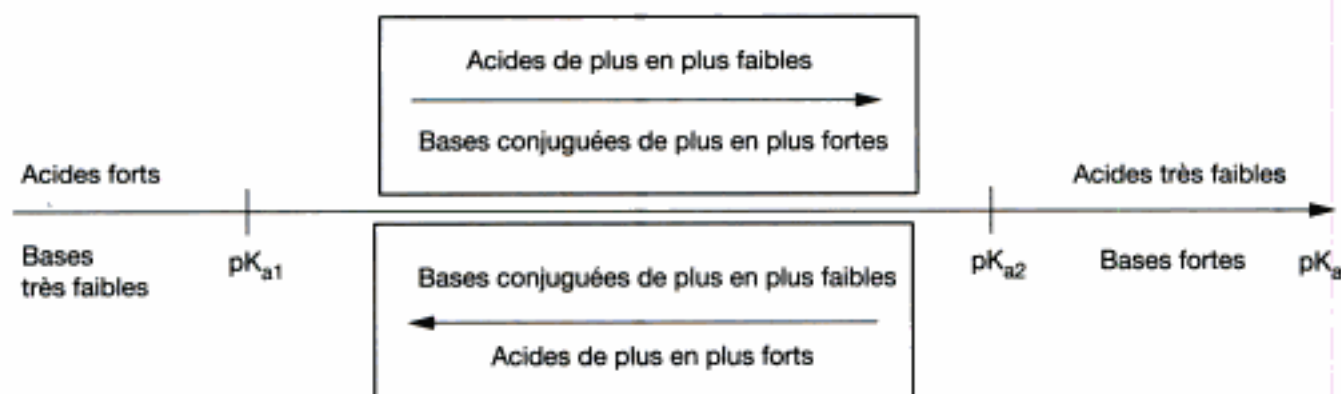 Acides de plus en plus faibles
Bases conjuguées de plus en plus fortes
Acides forts
Acides très faibles
Bases
très faibles
pKa1
Bases conjuguées de plus en plus faibles
Acides de plus en plus forts
pKa2
Bases fortes
pKa